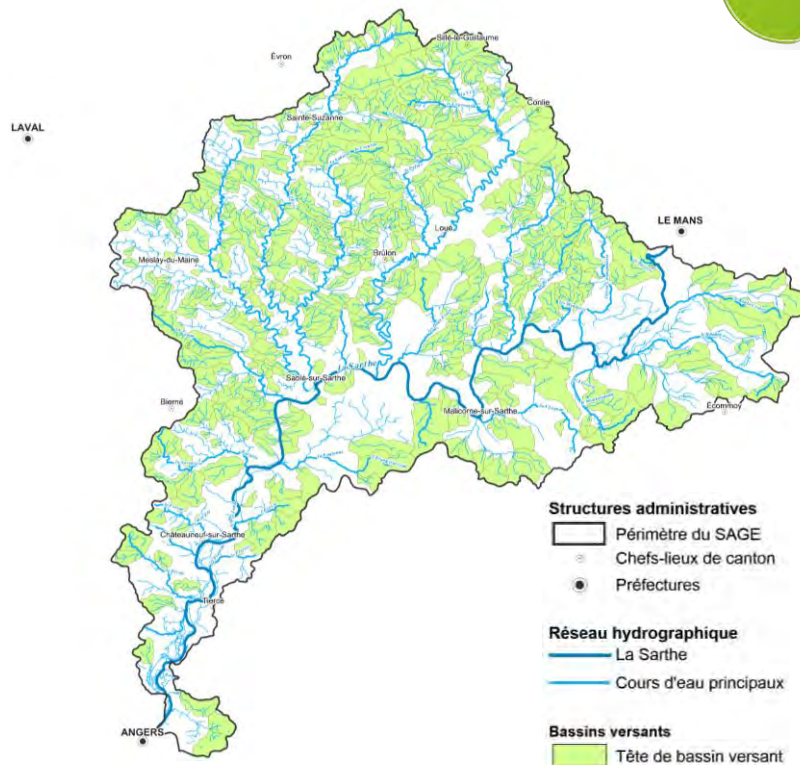 Sillé-le-Guillaume
Évron
Conlie
Sainte-Suzanne
LAVAL
LE MANS
Loué
Brûlon
Meslay-du-Maine
La Sarthe
Sablé-sur-Sarthe
Bierné
Malicorne-sur-Sarthe
Écommoy
Châteauneuf-sur-Sarthe
Tiercé
ANGERS
Structures administratives
Périmètre du SAGE
Chefs-lieux de canton
Préfectures
Réseau hydrographique
La Sarthe
Cours d'eau principaux
Bassins versants
Tête de bassin versant